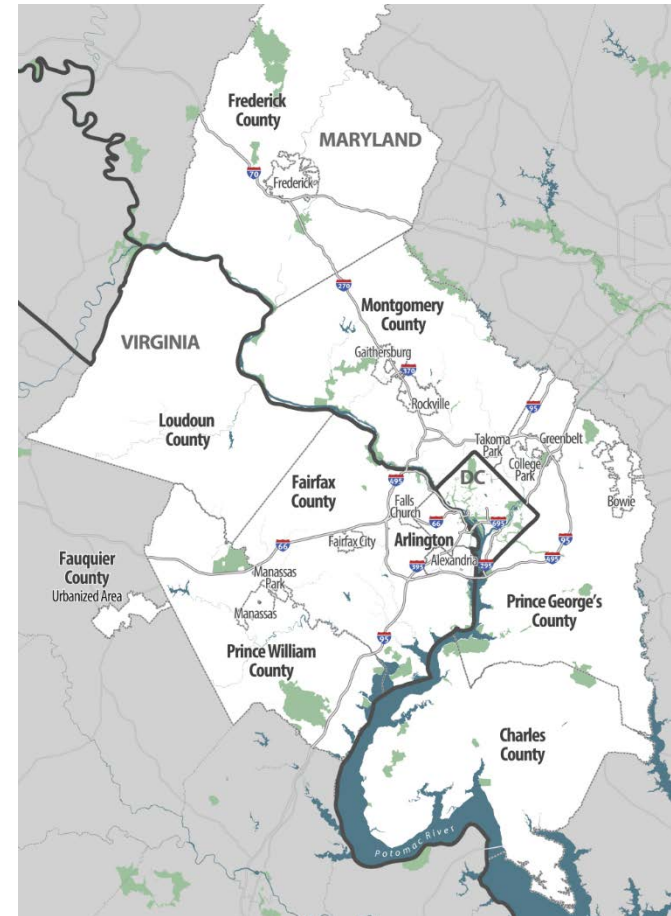 Frederick
County
MARYLAND
70
Frederick
270
Montgomery
County
VIRGINIA
Gaithersburg
370
Rockville
95
Loudoun
County
Takoma
Park
Greenbelt
College
Park
DC
Fairfax
County
495
Falls
Church
66
695
Bowie
Fairfax City
Arlington
66
395
Alexandria
295
95
495
Fauquier
County
Urbanized Area
Manassas
Park
Manassas
Prince George's
County
95
Prince William
County
Charles
County
Potomac River